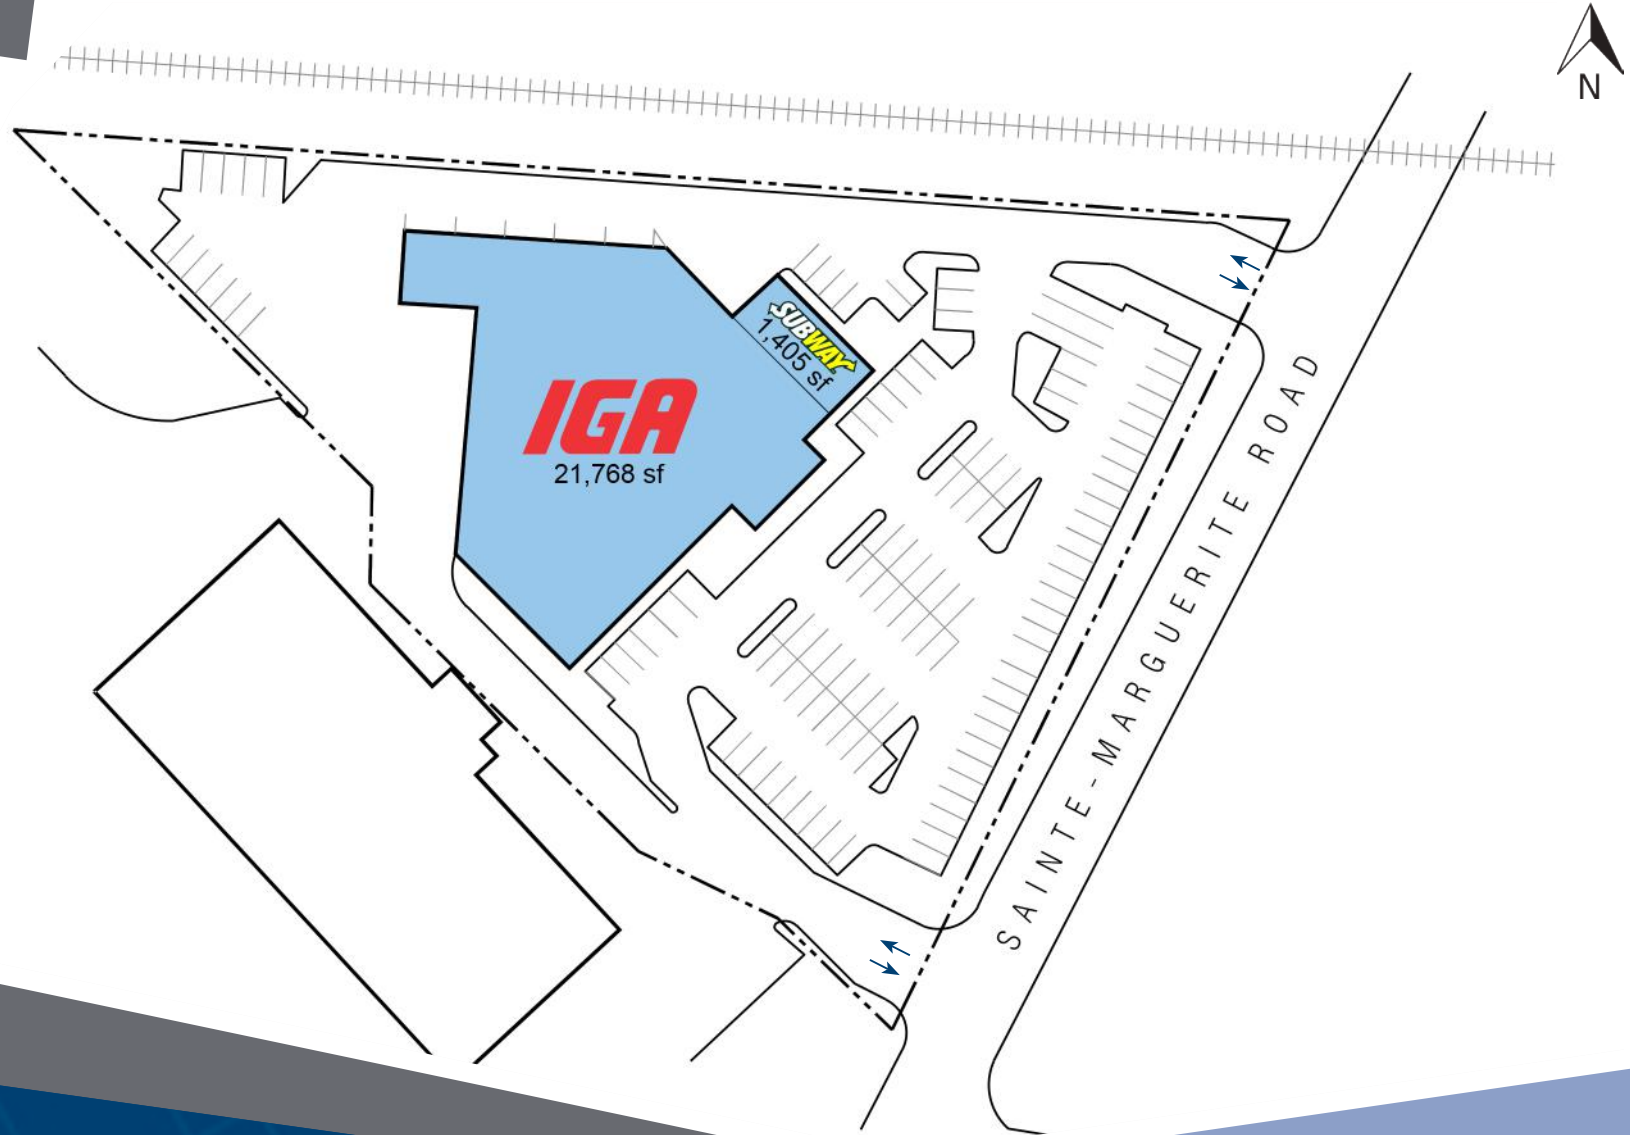 N
SUBWAY
1,405 sf
IGA
21,768 sf
SAINTE-MARGUERITE ROAD